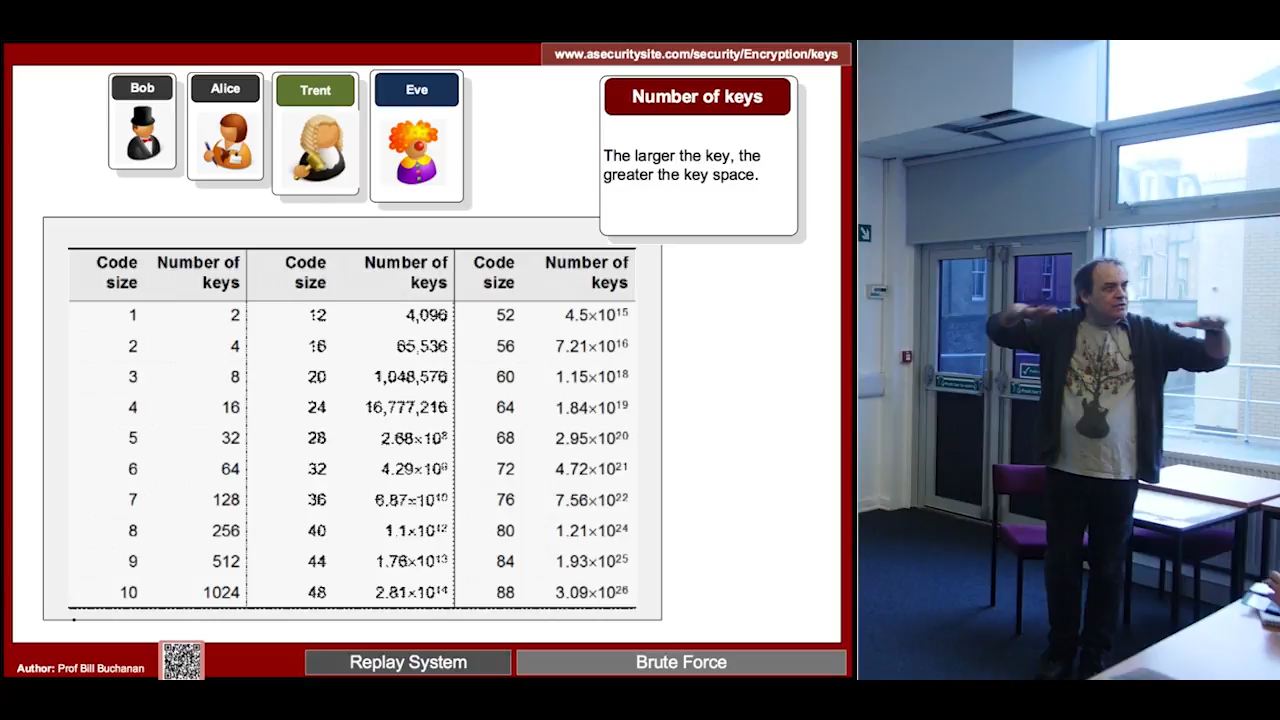 www.asecuritysite.com/security/Encryption/keys
Bob
Alice
Trent
Eve
Number of keys
The larger the key, the
greater the key space.
Code size Number of keys Code size Number of keys Code size Number of keys
1 2 12 4,096 52 4.5×10¹⁵
2 4 16 65,536 56 7.21×10¹⁶
3 8 20 1,048,576 60 1.15×10¹⁸
4 16 24 16,777,216 64 1.84×10¹⁹
5 32 28 2.68×10⁸ 68 2.95×10²⁰
6 64 32 4.29×10⁹ 72 4.72×10²¹
7 128 36 6.87×10¹⁰ 76 7.56×10²²
8 256 40 1.1×10¹² 80 1.21×10²⁴
9 512 44 1.76×10¹³ 84 1.93×10²⁵
10 1024 48 2.81×10¹⁴ 88 3.09×10²⁶
Author: Prof Bill Buchanan
Replay System
Brute Force